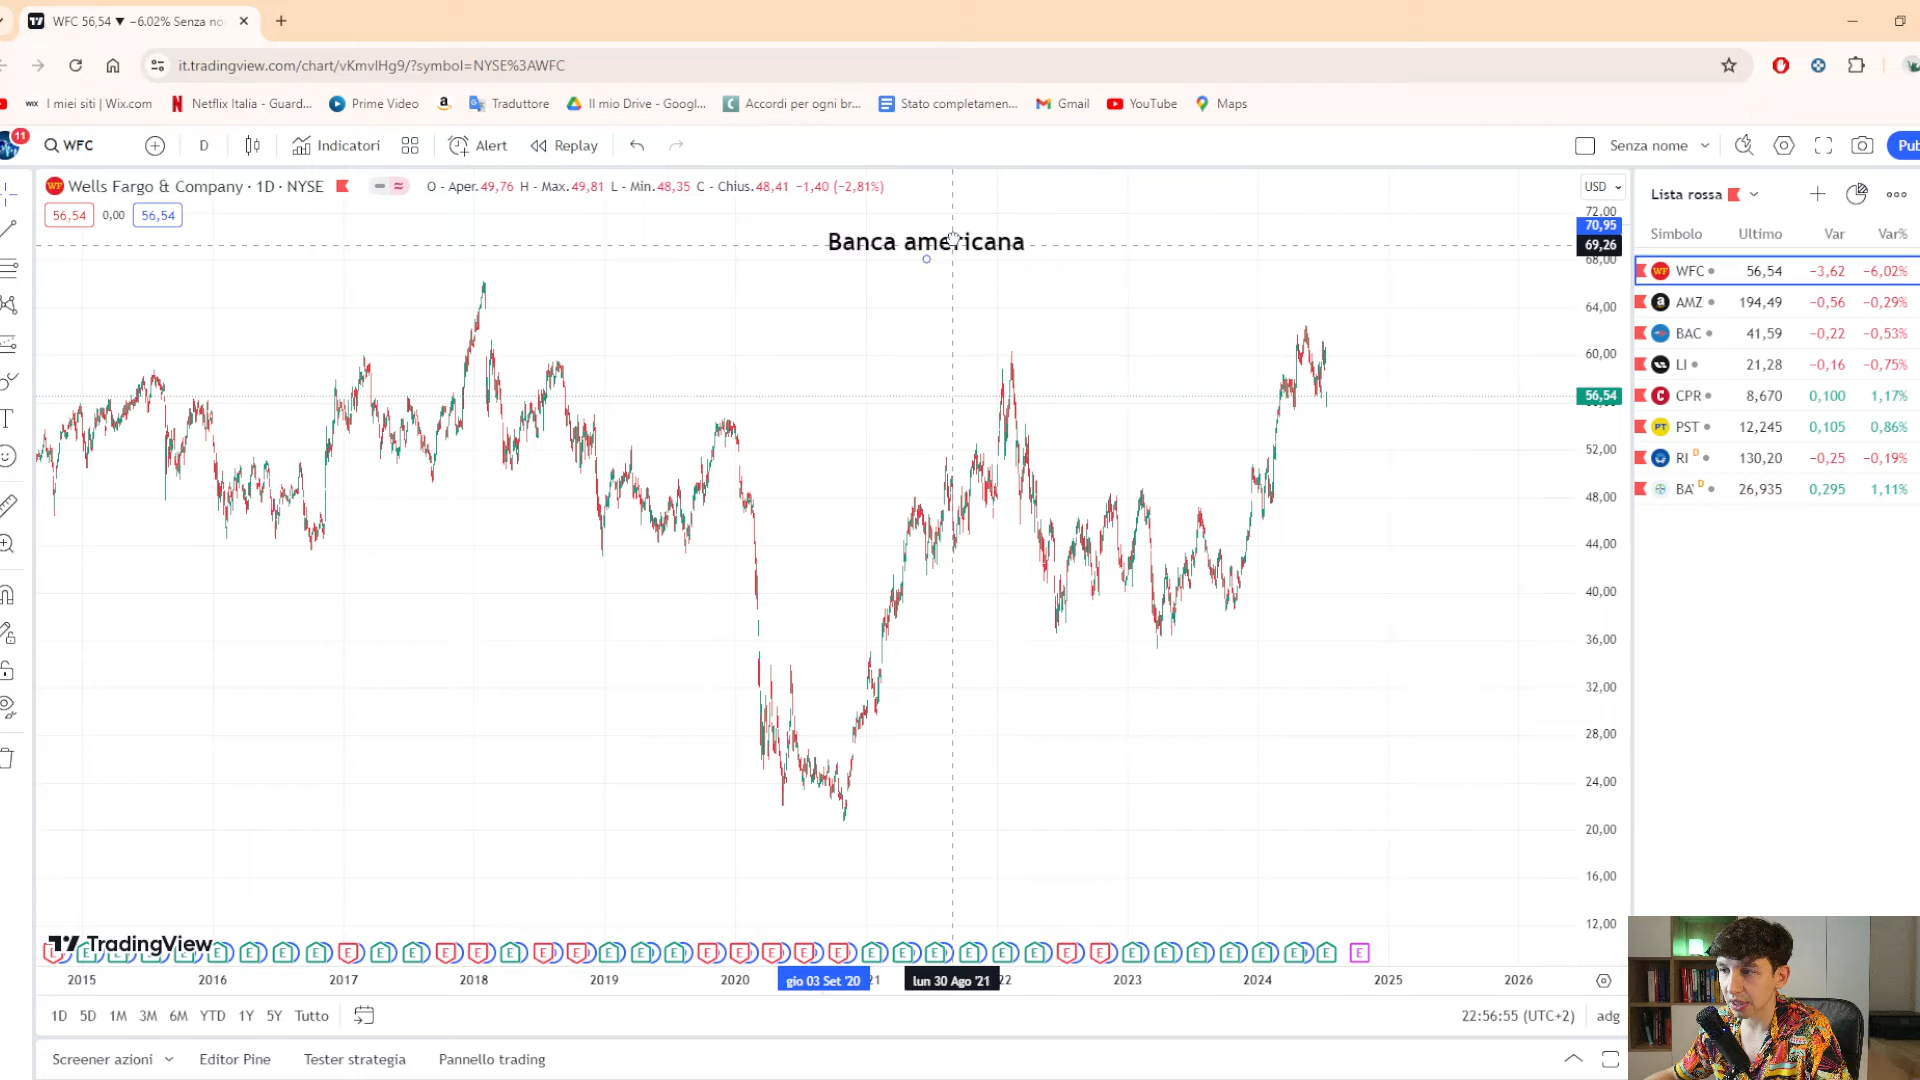 WFC 56,54 ▼ −6.02% Senza no
it.tradingview.com/chart/vKmvIHg9/?symbol=NYSE%3AWFC
I miei siti | Wix.com
Netflix Italia - Guard...
Prime Video
Traduttore
Il mio Drive - Googl...
Accordi per ogni br...
Stato completamen...
Gmail
YouTube
Maps
11
WFC
D
Indicatori
Alert
Replay
Senza nome
Pub
Wells Fargo & Company · 1D · NYSE
O - Aper.49,76 H - Max.49,81 L - Min.48,35 C - Chius.48,41 −1,40 (−2,81%)
56,54 0,00 56,54
Banca americana
USD
72,00
70,95
69,26
68,00
64,00
60,00
56,54
52,00
48,00
44,00
40,00
36,00
32,00
28,00
24,00
20,00
16,00
12,00
Lista rossa
Simbolo Ultimo Var Var%
WFC 56,54 −3,62 −6,02%
AMZ 194,49 −0,56 −0,29%
BAC 41,59 −0,22 −0,53%
LI 21,28 −0,16 −0,75%
CPR 8,670 0,100 1,17%
PST 12,245 0,105 0,86%
RI D 130,20 −0,25 −0,19%
BA' D 26,935 0,295 1,11%
TradingView
2015 2016 2017 2018 2019 2020 gio 03 Set '20 21 lun 30 Ago '21 22 2023 2024 2025 2026
1D 5D 1M 3M 6M YTD 1Y 5Y Tutto
22:56:55 (UTC+2) adg
Screener azioni
Editor Pine
Tester strategia
Pannello trading